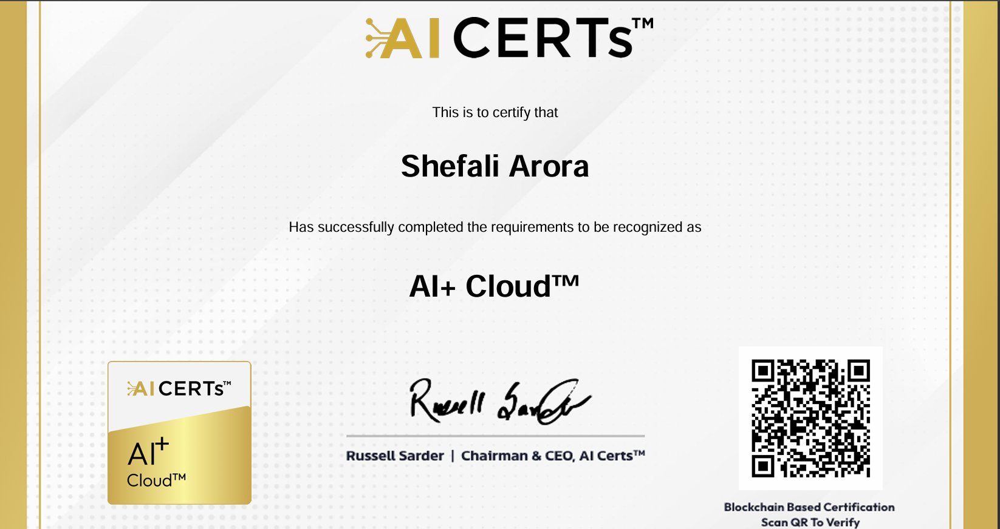 AI CERTs™
This is to certify that
Shefali Arora
Has successfully completed the requirements to be recognized as
AI+ Cloud™
AI CERTs™
AI+
Cloud™
Russell Sarder
Russell Sarder | Chairman & CEO, AI Certs™
Blockchain Based Certification
Scan QR To Verify